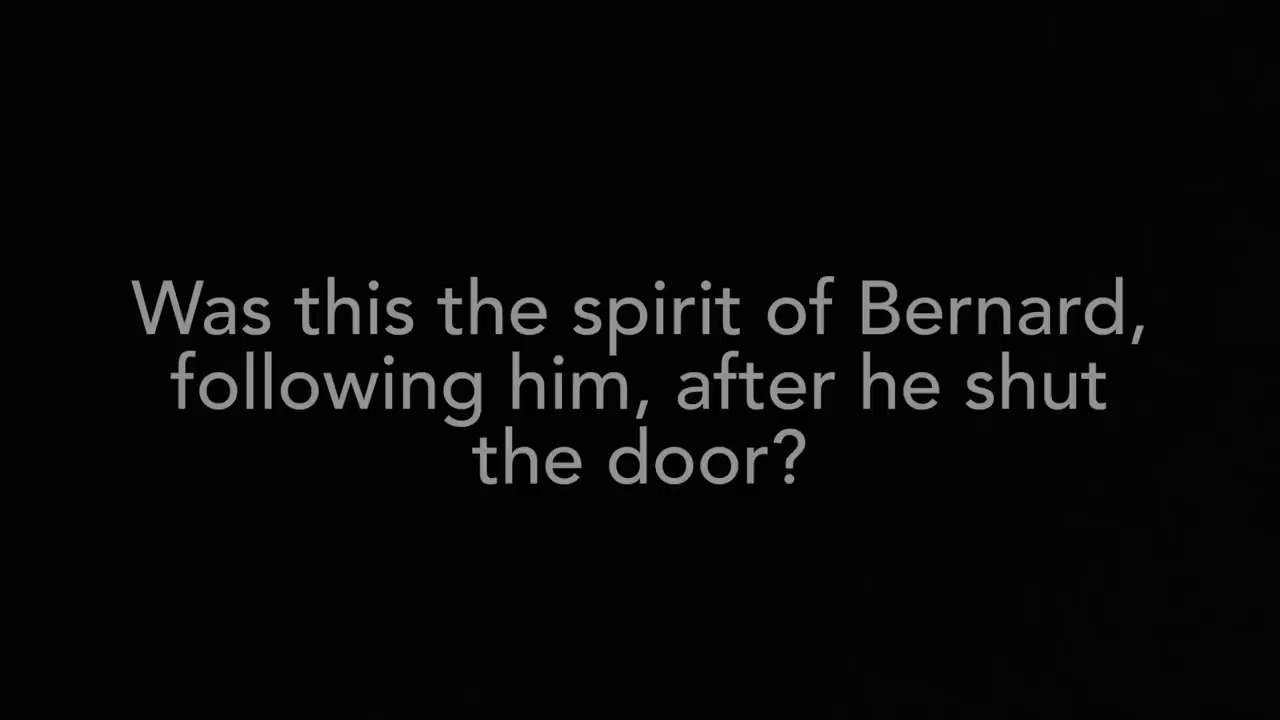 Was this the spirit of Bernard,
following him, after he shut
the door?